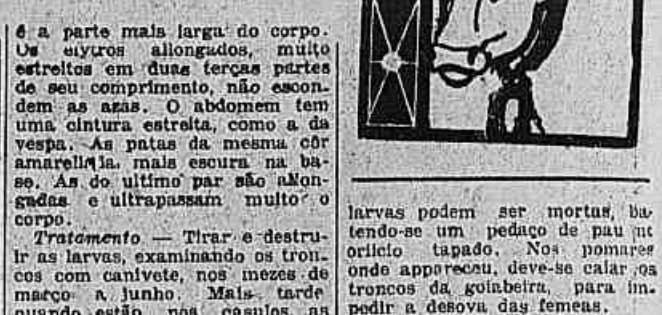 é a parte mais larga do corpo.
Os elytros allongados, muito
estreitos em duas terças partes
de seu comprimento, não escon-
dem as azas. O abdomem tem
uma cintura estreita, como a da
vespa. As patas da mesma côr
mais escura na ba-
se. As do ultimo par são allon-
gadas e ultrapassam muito o
corpo.
Tratamento — Tirar e destru-
ir as larvas, examinando os tron-
cos com canivete, nos mezes de
março a junho. Mais tarde
quando estão nos casulos as
larvas podem ser mortas, ba-
tendo-se um pedaço de pau no
oriicio tapado. Nos pomares
onde appareceu, deve-se caiar os
troncos da goiabeira, para im-
pedir a desova das femeas.